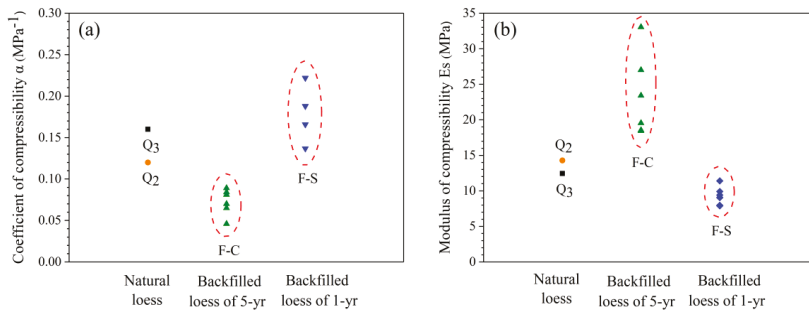 (a)
Coefficient of compressibility α (MPa⁻¹)
0.30
0.25
0.20
0.15
0.10
0.05
0.00
Q₃
Q₂
F-C
F-S
Natural
loess
Backfilled
loess of 5-yr
Backfilled
loess of 1-yr
(b)
Modulus of compressibility Es (MPa)
35
30
25
20
15
10
5
0
Q₂
Q₃
F-C
F-S
Natural
loess
Backfilled
loess of 5-yr
Backfilled
loess of 1-yr